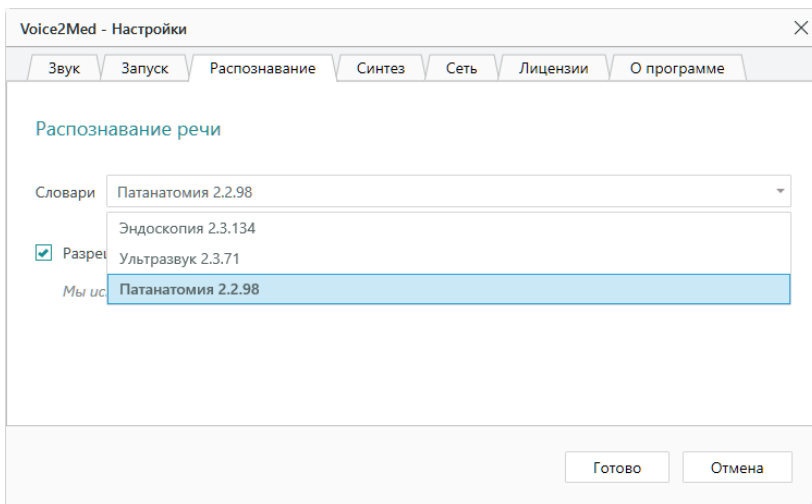 Voice2Med - Настройки
Звук Запуск Распознавание Синтез Сеть Лицензии О программе
Распознавание речи
Словари Патанатомия 2.2.98
Эндоскопия 2.3.134
Ультразвук 2.3.71
Патанатомия 2.2.98
Мы
Готово Отмена